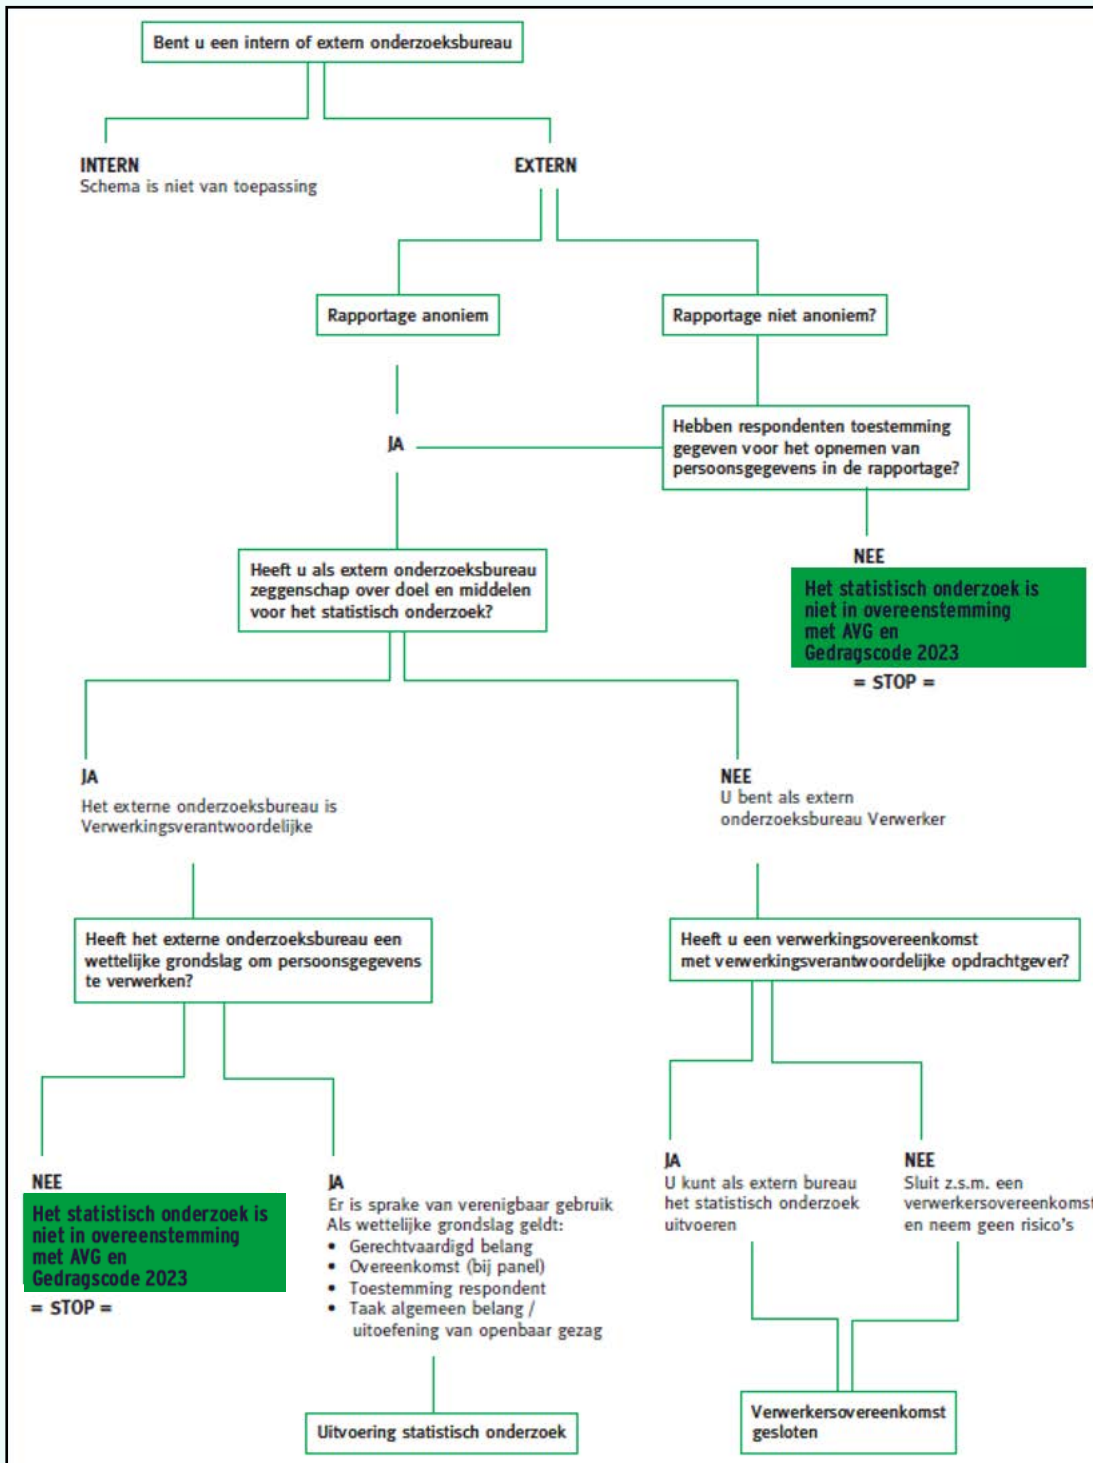 Bent u een intern of extern onderzoeksbureau
INTERN
Schema is niet van toepassing
EXTERN
Rapportage anoniem
Rapportage niet anoniem?
JA
Hebben respondenten toestemming
gegeven voor het opnemen van
persoonsgegevens in de rapportage?
NEE
Het statistisch onderzoek is
niet in overeenstemming
met AVG en
Gedragscode 2023
= STOP =
Heeft u als extern onderzoeksbureau
zeggenschap over doel en middelen
voor het statistisch onderzoek?
JA
Het externe onderzoeksbureau is
Verwerkingsverantwoordelijke
NEE
U bent als extern
onderzoeksbureau Verwerker
Heeft het externe onderzoeksbureau een
wettelijke grondslag om persoonsgegevens
te verwerken?
Heeft u een verwerkingsovereenkomst
met verwerkingsverantwoordelijke opdrachtgever?
NEE
Het statistisch onderzoek is
niet in overeenstemming
met AVG en
Gedragscode 2023
= STOP =
JA
Er is sprake van verenigbaar gebruik
Als wettelijke grondslag geldt:
• Gerechtvaardigd belang
• Overeenkomst (bij panel)
• Toestemming respondent
• Taak algemeen belang /
uitoefening van openbaar gezag
JA
U kunt als extern bureau
het statistisch onderzoek
uitvoeren
NEE
Sluit z.s.m. een
verwerkersovereenkomst
en neem geen risico's
Uitvoering statistisch onderzoek
Verwerkersovereenkomst
gesloten